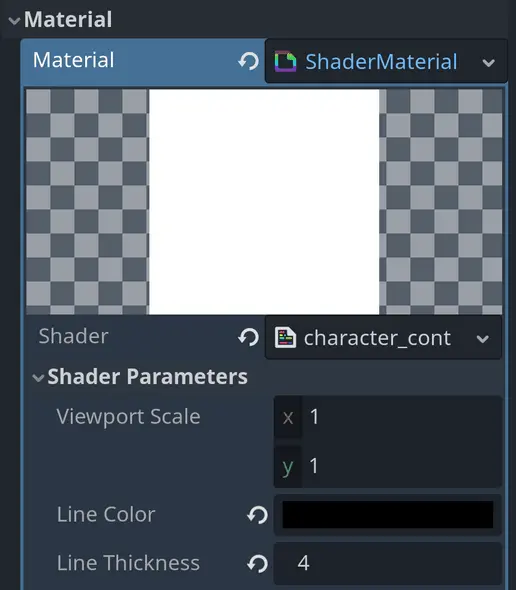 Material
Material ShaderMaterial
Shader character_cont
Shader Parameters
Viewport Scale x 1
y 1
Line Color
Line Thickness 4